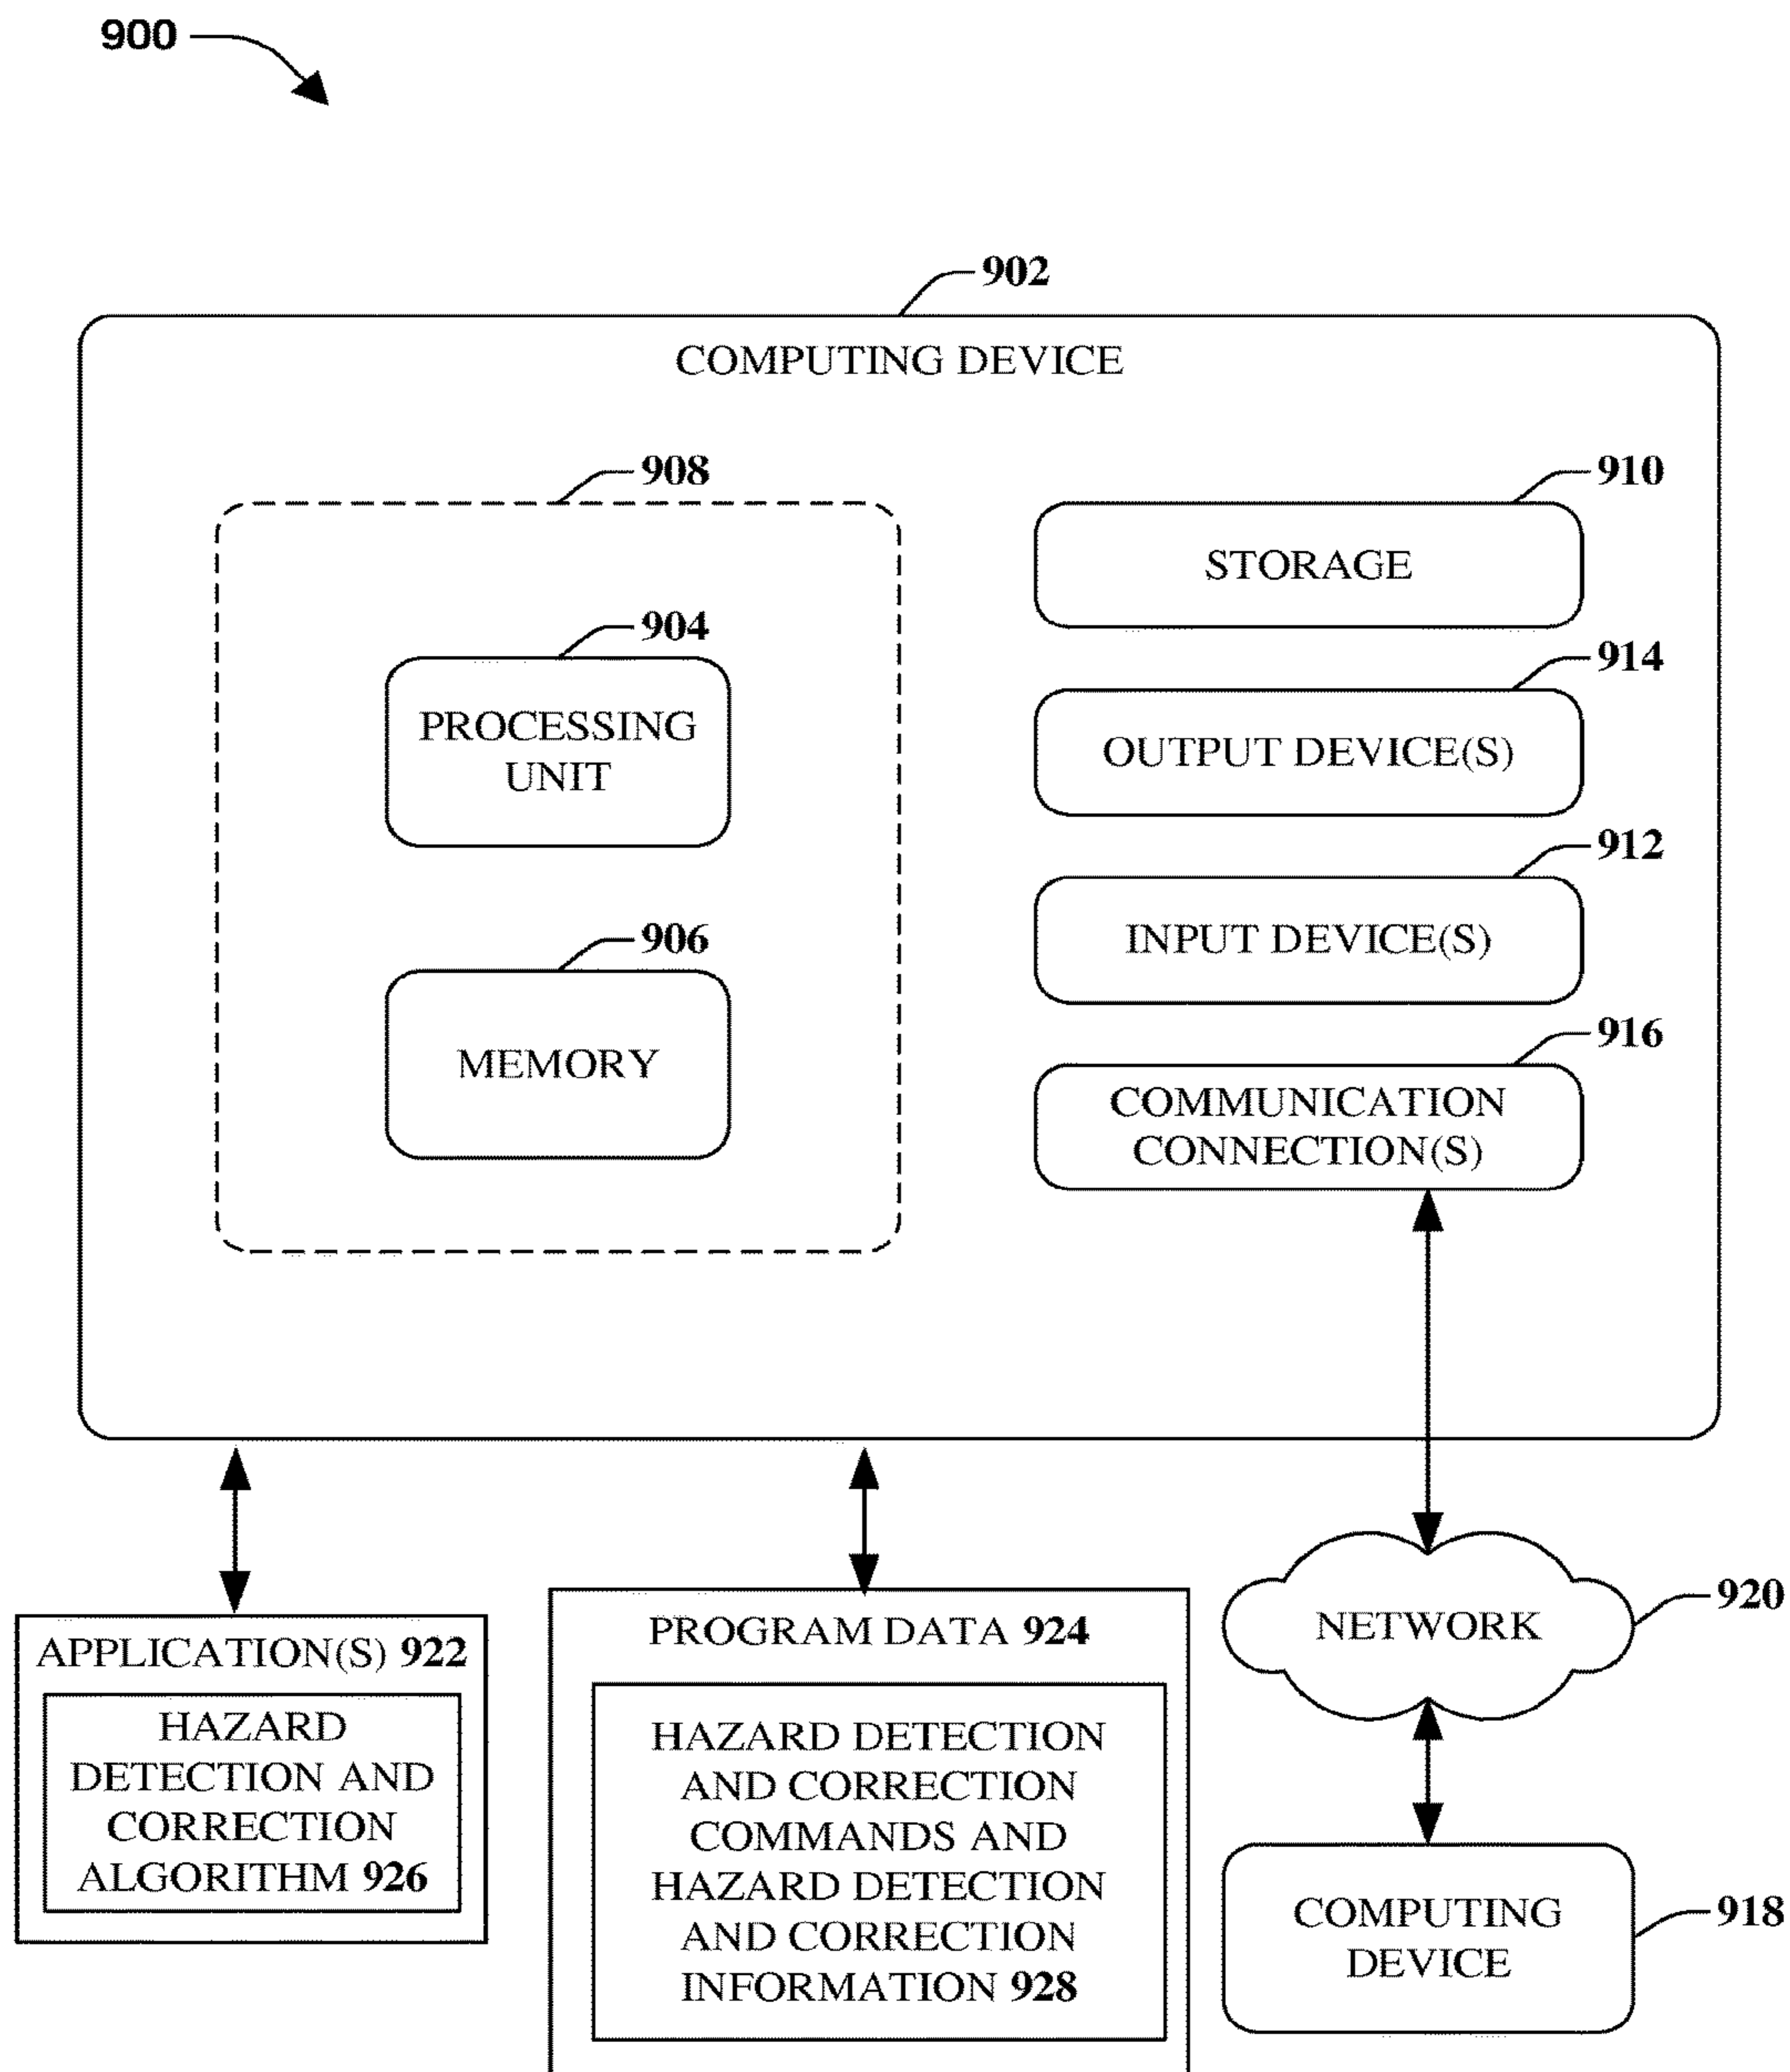 900
902
COMPUTING DEVICE
908
904
PROCESSING
UNIT
906
MEMORY
910
STORAGE
914
OUTPUT DEVICE(S)
912
INPUT DEVICE(S)
916
COMMUNICATION
CONNECTION(S)
APPLICATION(S) 922
HAZARD
DETECTION AND
CORRECTION
ALGORITHM 926
PROGRAM DATA 924
HAZARD DETECTION
AND CORRECTION
COMMANDS AND
HAZARD DETECTION
AND CORRECTION
INFORMATION 928
920
NETWORK
918
COMPUTING
DEVICE